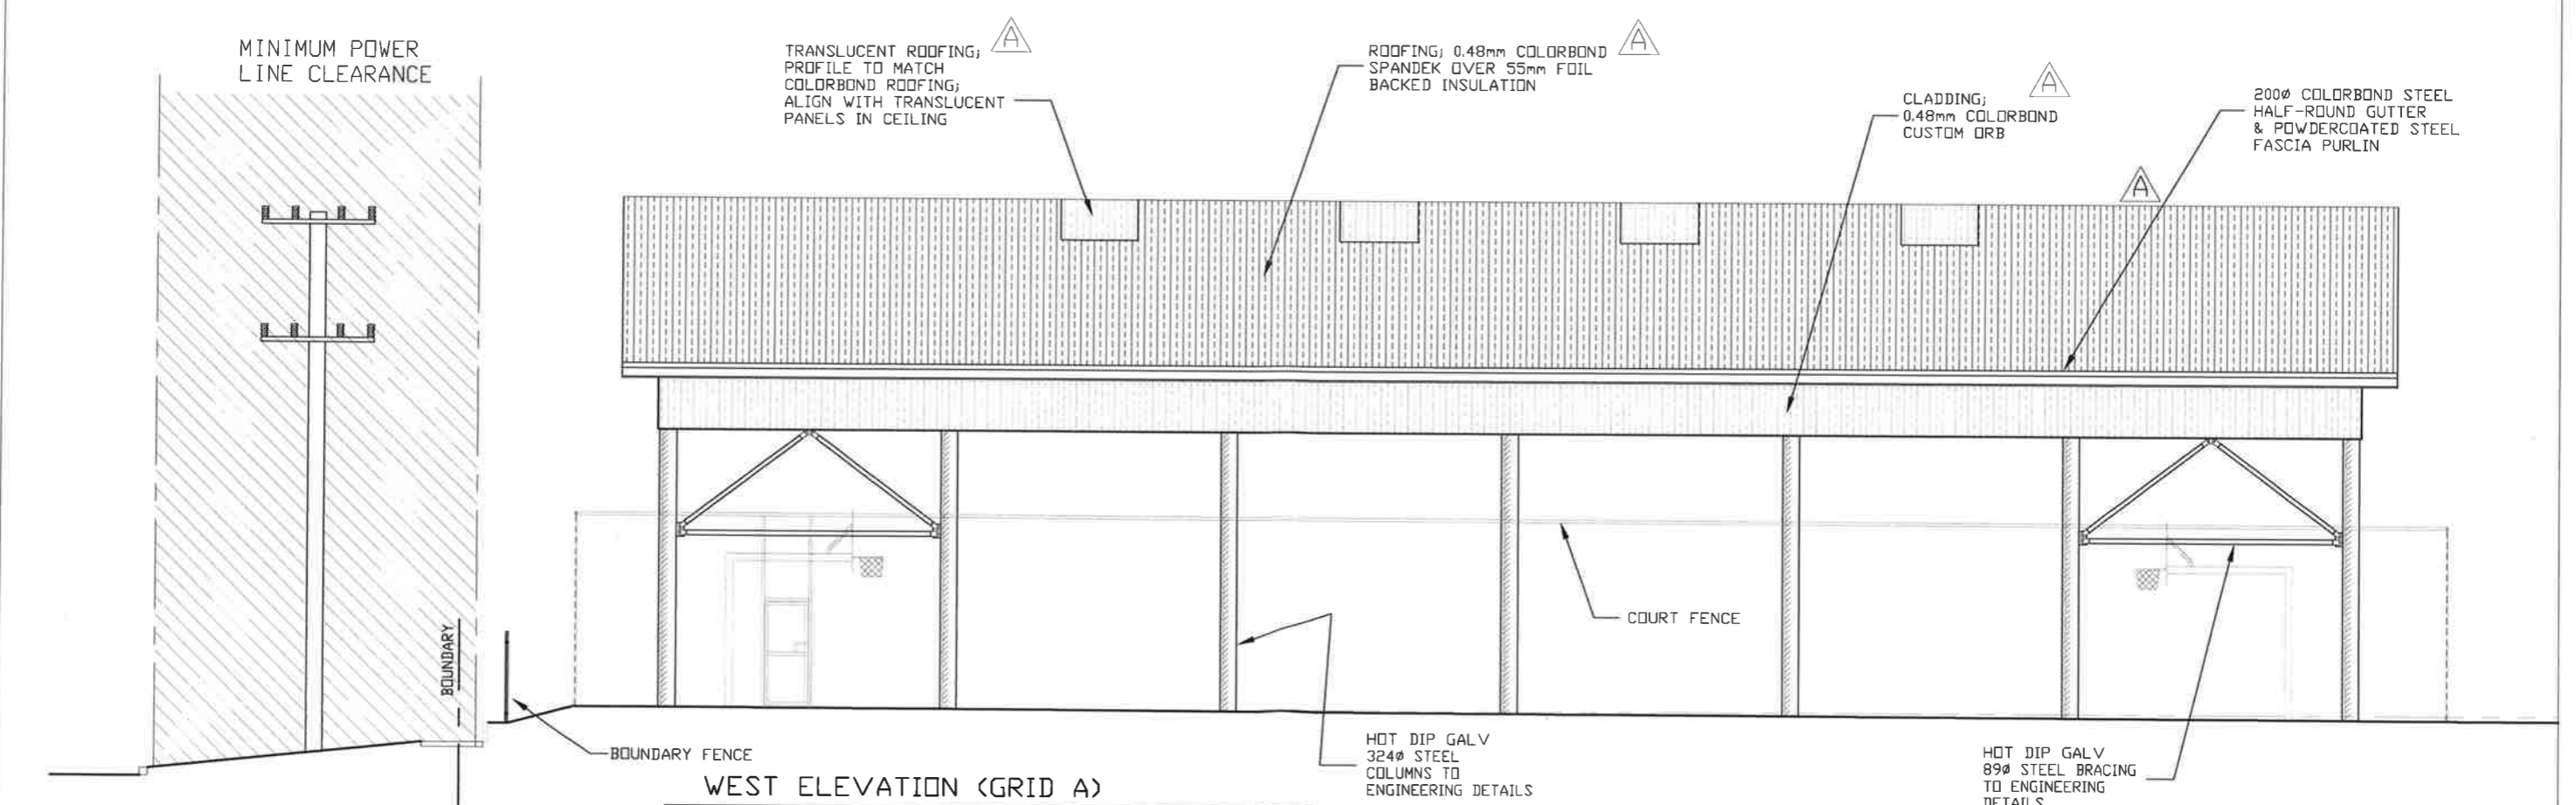 MINIMUM POWER
LINE CLEARANCE
TRANSLUCENT ROOFING;
PROFILE TO MATCH
COLORBOND ROOFING;
ALIGN WITH TRANSLUCENT
PANELS IN CEILING
A
ROOFING; 0.48mm COLORBOND
SPANDEK OVER 55mm FOIL
BACKED INSULATION
A
CLADDING;
0.48mm COLORBOND
CUSTOM ORB
A
200ø COLORBOND STEEL
HALF-ROUND GUTTER
& POWDERCOATED STEEL
FASCIA PURLIN
A
BOUNDARY
COURT FENCE
BOUNDARY FENCE
HOT DIP GALV
324ø STEEL
COLUMNS TO
ENGINEERING DETAILS
HOT DIP GALV
89ø STEEL BRACING
TO ENGINEERING
DETAILS
WEST ELEVATION (GRID A)